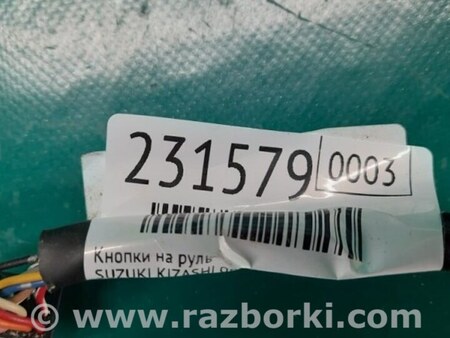 231579 0003
Кнопки на руль
SUZUKI KIZASHI
www.razborki.com